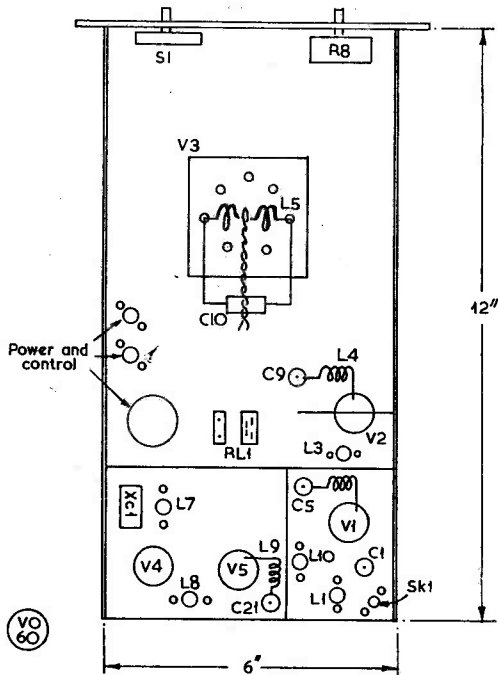 S1
R8
V3
L5
C10
12"
Power and
control
L4
C9
V2
RL1
L3
Xc1
L7
C5
V1
L9
L10
C1
V4
V5
L8
C21
L1
Sk1
VO
60
6"